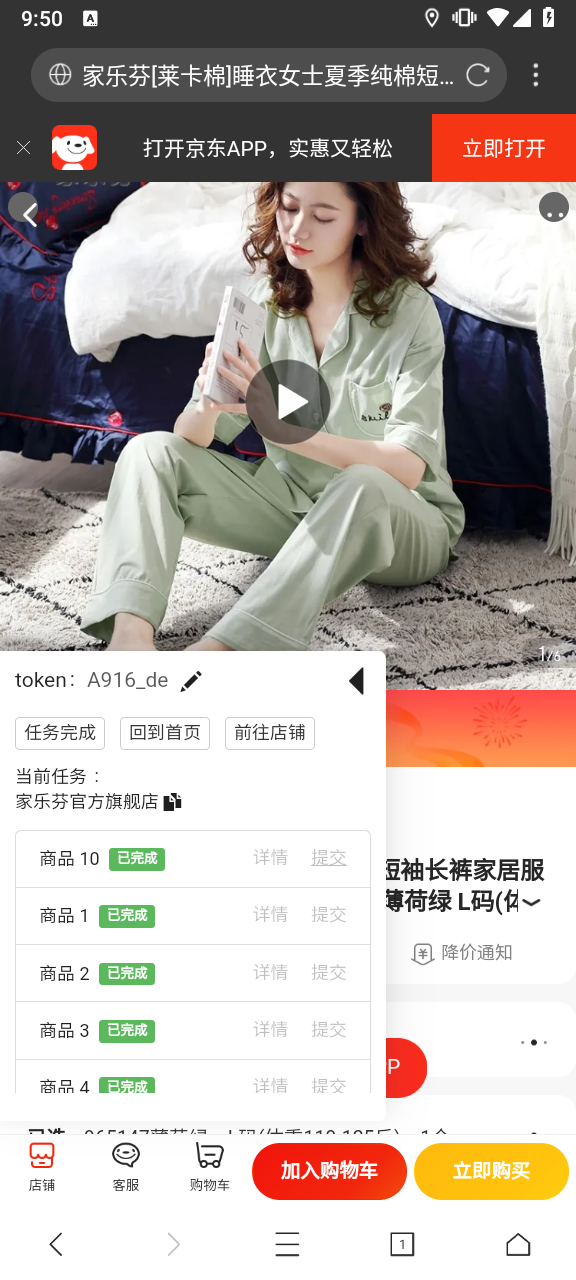 9:50
A
家乐芬[莱卡棉]睡衣女士夏季纯棉短...
打开京东APP，实惠又轻松
立即打开
1/6
token： A916_de
任务完成 回到首页 前往店铺
当前任务 ：
家乐芬官方旗舰店
商品 10 已完成 详情 提交
商品 1 已完成 详情 提交
商品 2 已完成 详情 提交
商品 3 已完成 详情 提交
商品 4 已完成 详情 提交
短袖长裤家居服
薄荷绿 L码(体
降价通知
P
店铺 客服 购物车 加入购物车 立即购买
1